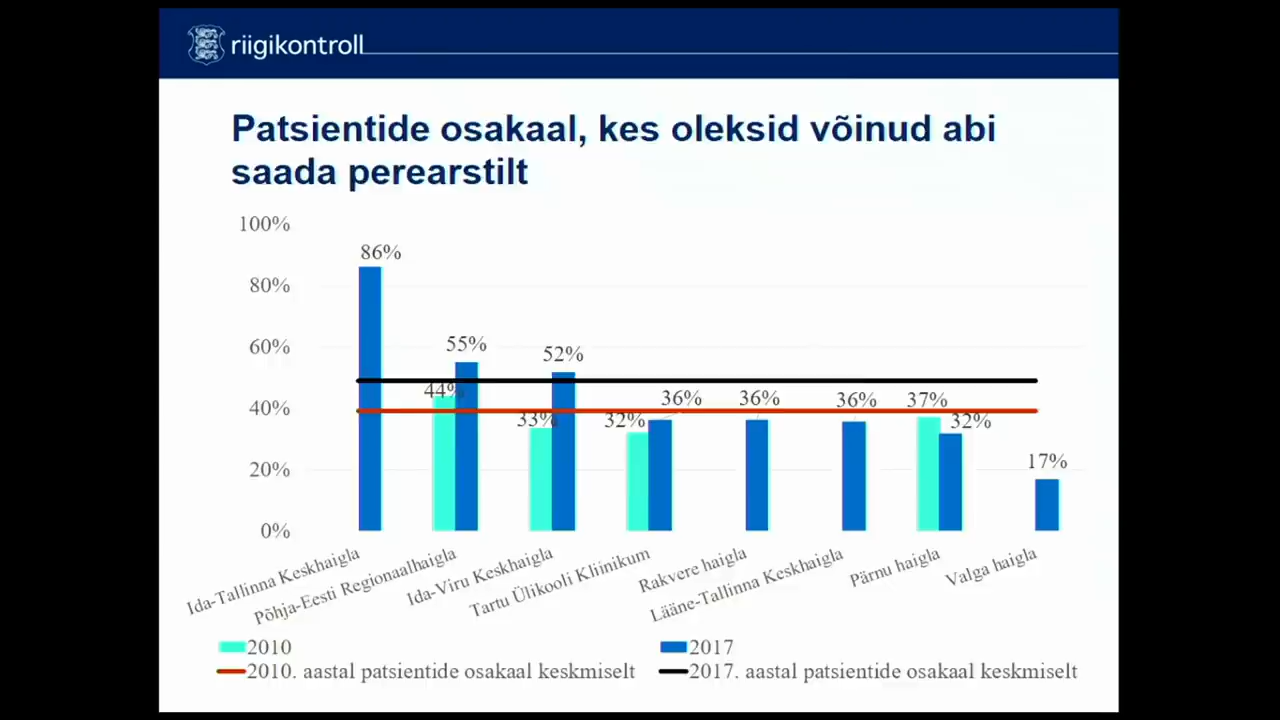 riigikontroll
Patsientide osakaal, kes oleksid võinud abi
saada perearstilt
100%
80%
60%
40%
20%
0%
86%
44%
55%
33%
52%
32%
36%
36%
36%
37%
32%
17%
Ida-Tallinna Keskhaigla
Põhja-Eesti Regionaalhaigla
Ida-Viru Keskhaigla
Tartu Ülikooli Kliinikum
Rakvere haigla
Lääne-Tallinna Keskhaigla
Pärnu haigla
Valga haigla
2010
2017
2010. aastal patsientide osakaal keskmiselt
2017. aastal patsientide osakaal keskmiselt